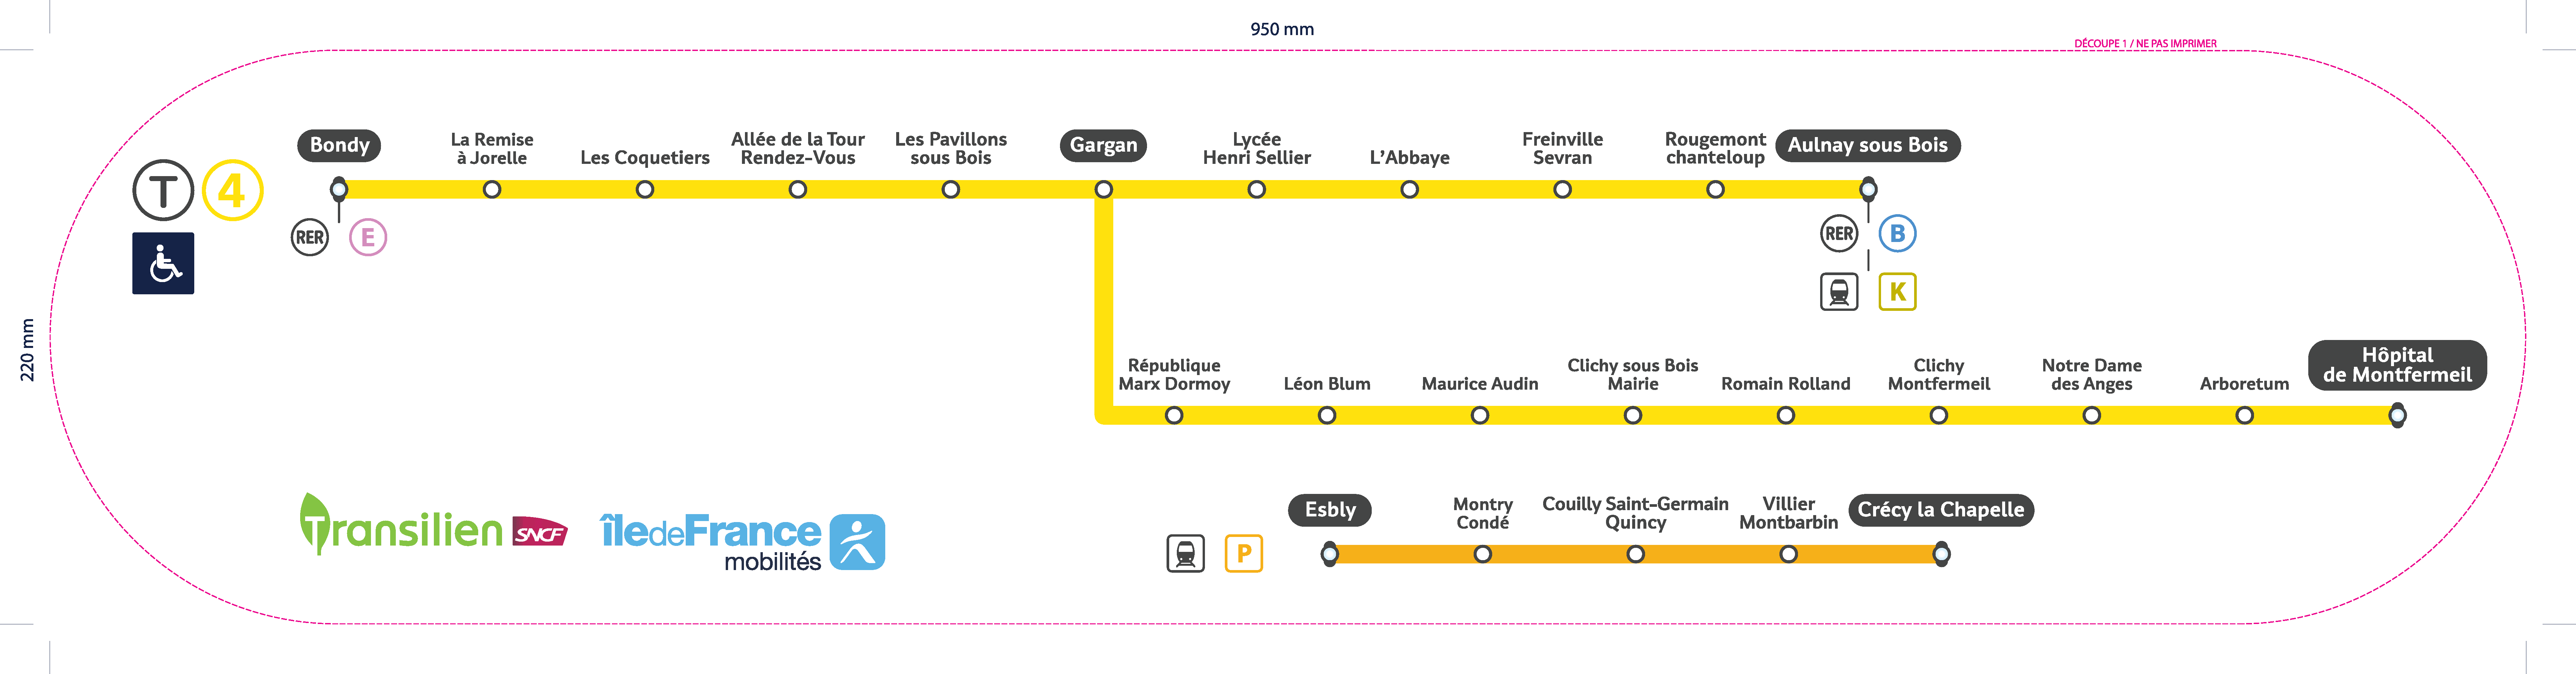 950 mm
DÉCOUPE 1 / NE PAS IMPRIMER
220 mm
T 4
Bondy
La Remise
à Jorelle
Les Coquetiers
Allée de la Tour
Rendez-Vous
Les Pavillons
sous Bois
Gargan
Lycée
Henri Sellier
L'Abbaye
Freinville
Sevran
Rougemont
chanteloup
Aulnay sous Bois
RER E
RER B
K
République
Marx Dormoy
Léon Blum
Maurice Audin
Clichy sous Bois
Mairie
Romain Rolland
Clichy
Montfermeil
Notre Dame
des Anges
Arboretum
Hôpital
de Montfermeil
Transilien SNCF
îledeFrance
mobilités
P
Esbly
Montry
Condé
Couilly Saint-Germain
Quincy
Villier
Montbarbin
Crécy la Chapelle